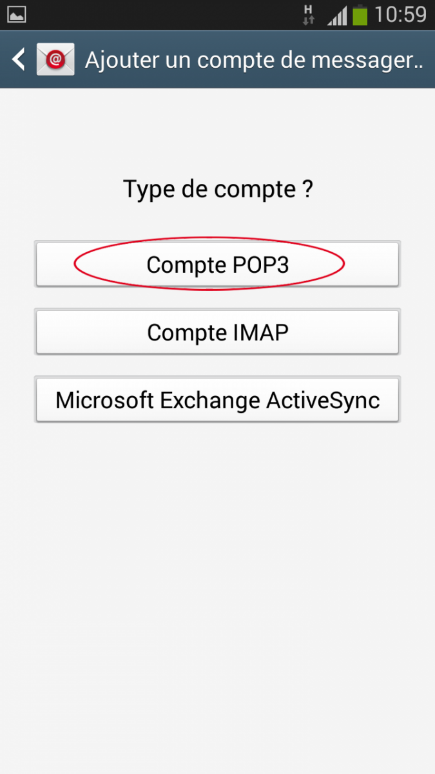 H 10:59
@ Ajouter un compte de messager..
Type de compte ?
Compte POP3
Compte IMAP
Microsoft Exchange ActiveSync